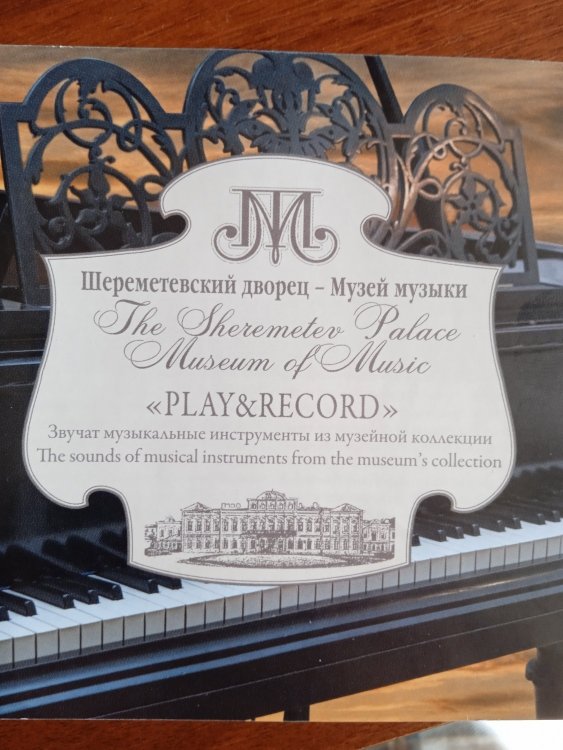 Шереметевский дворец – Музей музыки
The Sheremetev Palace
Museum of Music
«PLAY&RECORD»
Звучат музыкальные инструменты из музейной коллекции
The sounds of musical instruments from the museum's collection